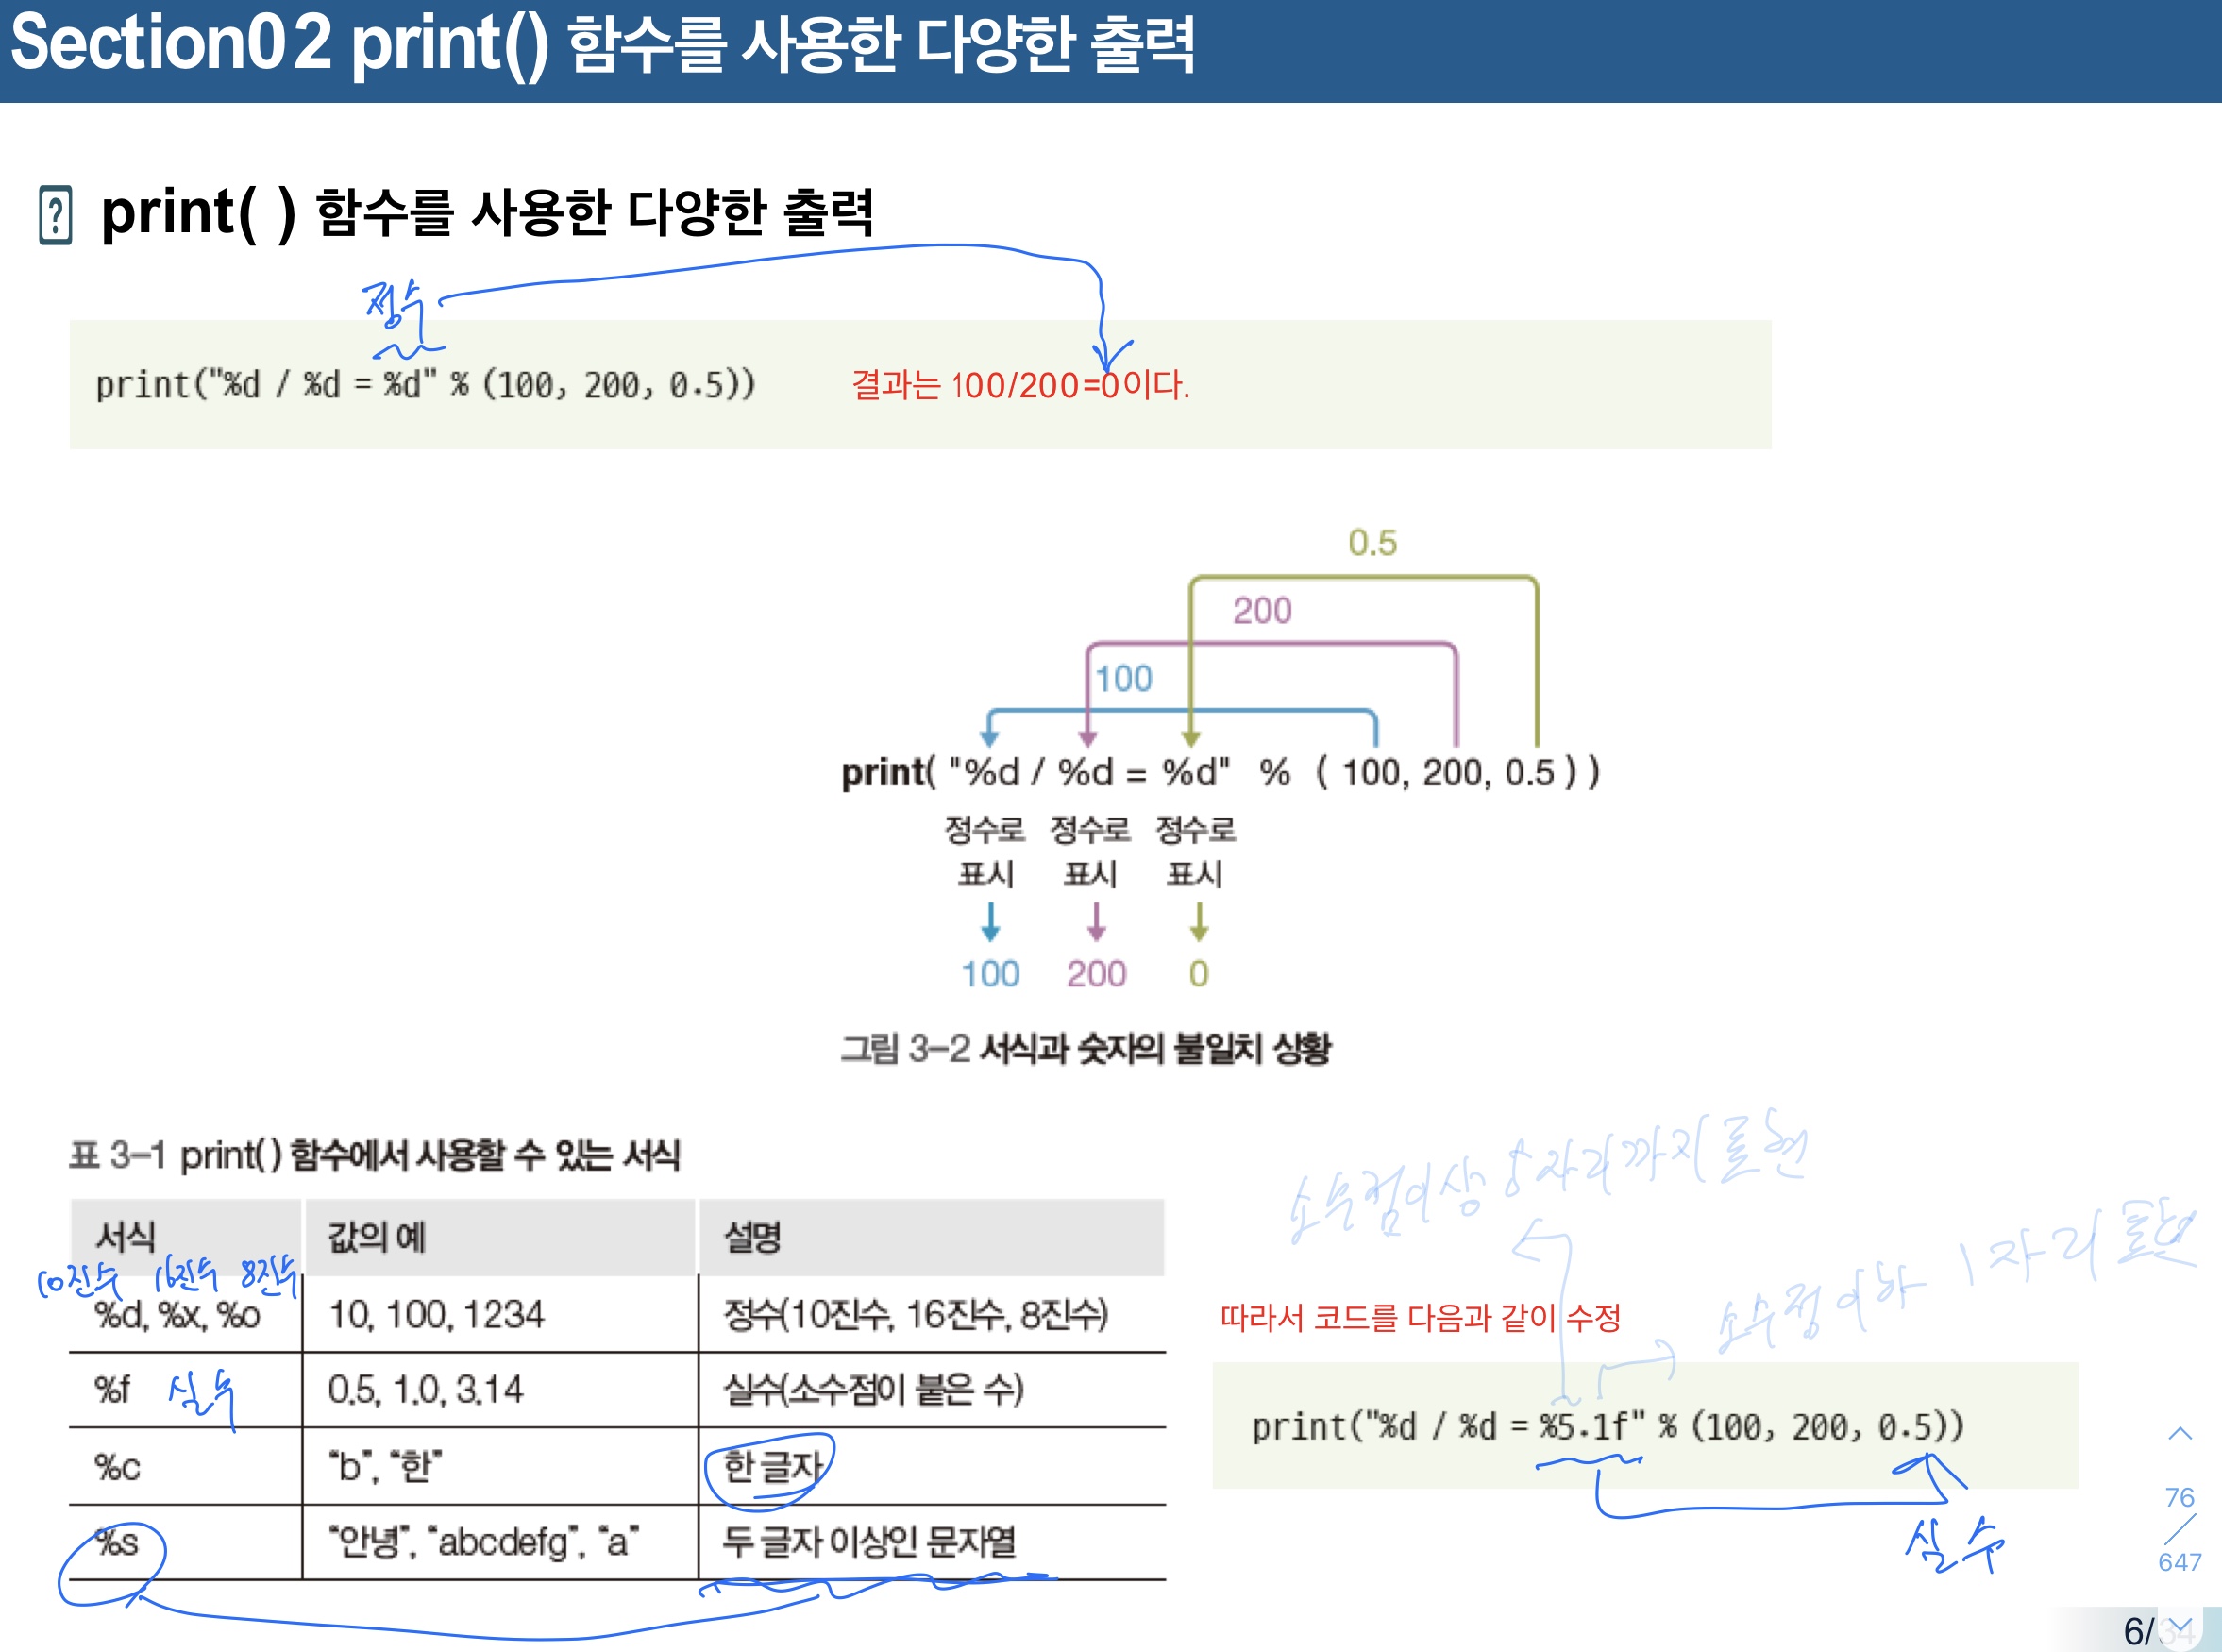 Section02 print() 함수를 사용한 다양한 출력
print( ) 함수를 사용한 다양한 출력
정수
print("%d / %d = %d" % (100, 200, 0.5)) 결과는 100/200=0이다.
0.5
200
100
print( "%d / %d = %d" % ( 100, 200, 0.5 ) )
정수로 정수로 정수로
표시 표시 표시
100 200 0
그림 3-2 서식과 숫자의 불일치 상황
표 3-1 print( ) 함수에서 사용할 수 있는 서식
서식 값의 예 설명
10진수 16진수 8진수
%d, %x, %o 10, 100, 1234 정수(10진수, 16진수, 8진수)
%f 실수 0.5, 1.0, 3.14 실수(소수점이 붙은 수)
%c “b”, “한” 한 글자
%s “안녕”, “abcdefg”, “a” 두 글자 이상인 문자열
소수점이상 5자리까지표현
소수점이하 1자리 표현
따라서 코드를 다음과 같이 수정
print("%d / %d = %5.1f" % (100, 200, 0.5))
실수
76
647
6/34